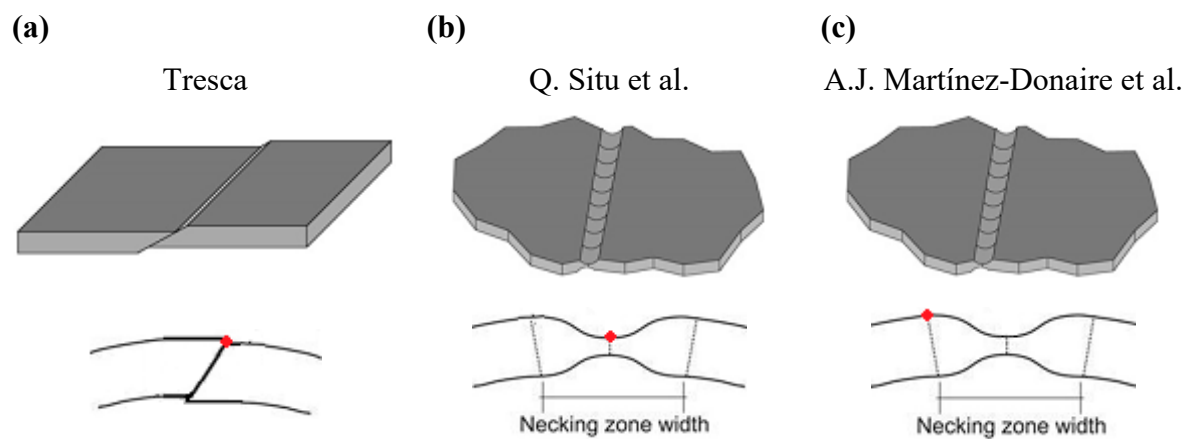 (a)
(b)
(c)
Tresca
Q. Situ et al.
A.J. Martínez-Donaire et al.
Necking zone width
Necking zone width